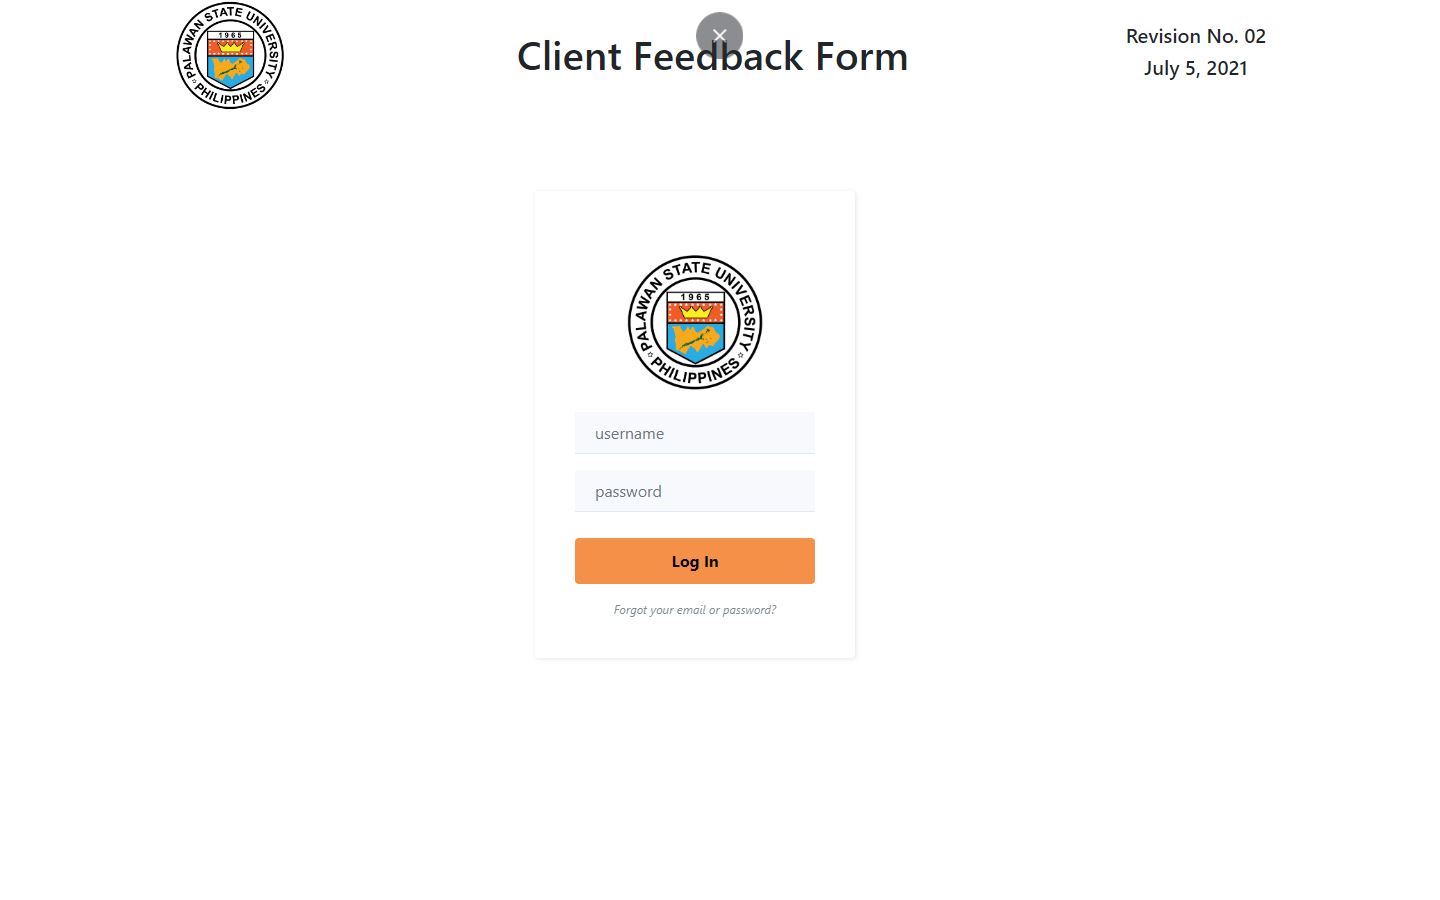 PALAWAN STATE UNIVERSITY
1965
PHILIPPINES
Client Feedback Form
Revision No. 02
July 5, 2021
PALAWAN STATE UNIVERSITY
1965
PHILIPPINES
username
password
Log In
Forgot your email or password?